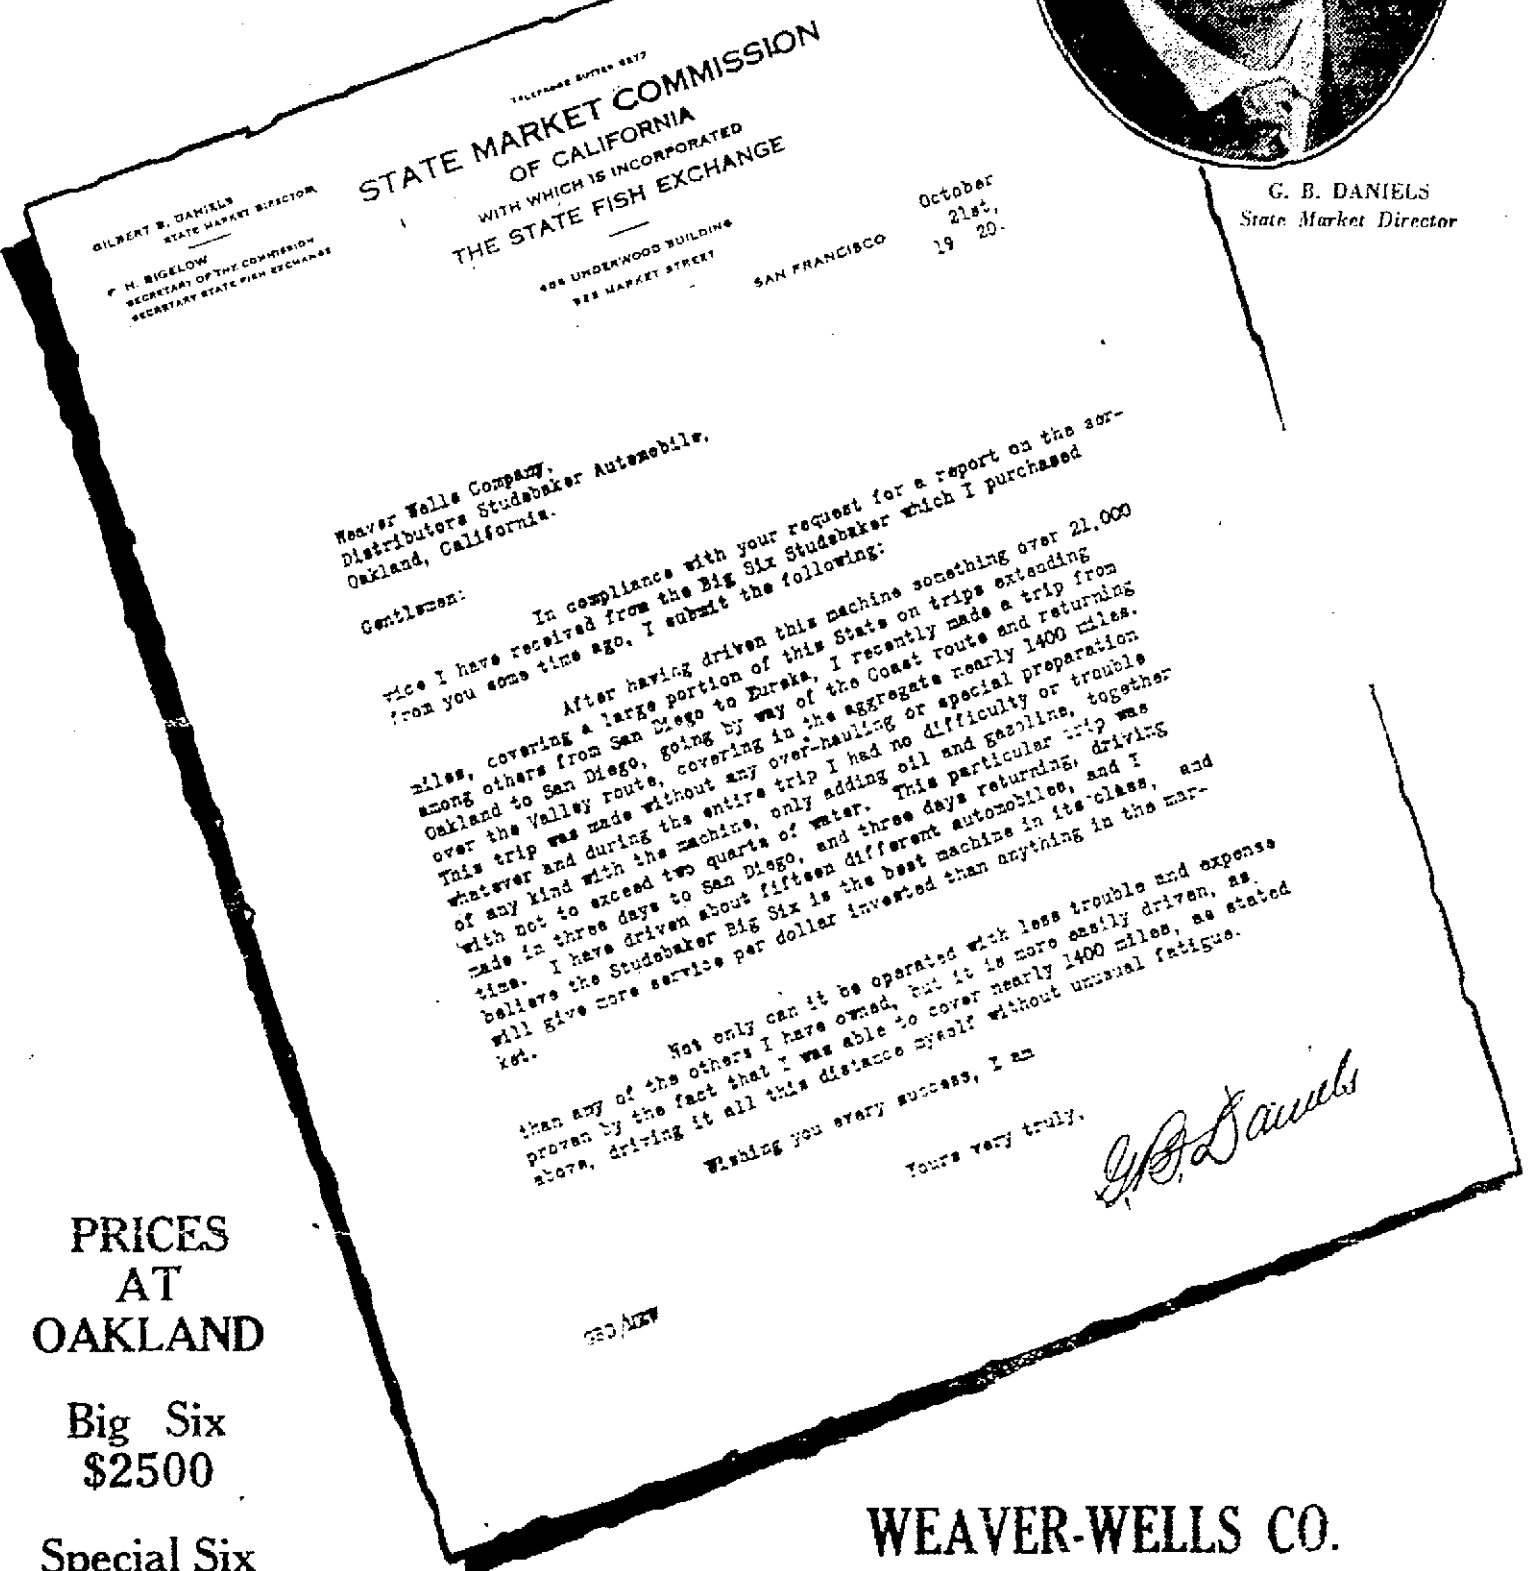 TELEPHONE SUTTER
STATE MARKET COMMISSION
OF CALIFORNIA
WITH WHICH IS INCORPORATED
THE STATE FISH EXCHANGE
GILBERT B. DANIELS
STATE MARKET DIRECTOR
F. H. BIGELOW
SECRETARY OF THE COMMISSION
SECRETARY STATE FISH EXCHANGE
UNDERWOOD BUILDING
MARKET STREET
SAN FRANCISCO
October
21st,
19 20.
G. B. DANIELS
State Market Director
Weaver Wells Company,
Distributors Studebaker Automobile,
Oakland, California.
Gentlemen:
In compliance with your request for a report on the ser-
vice I have received from the Big Six Studebaker which I purchased
from you some time ago, I submit the following:
After having driven this machine something over 21,000
miles, covering a large portion of this State on trips extending
among others from San Diego to Eureka, I recently made a trip from
Oakland to San Diego, going by way of the Coast route and returning
over the Valley route, covering in the aggregate nearly 1400 miles.
This trip was made without any over-hauling or special preparation
whatever and during the entire trip I had no difficulty or trouble
of any kind with the machine, only adding oil and gasoline, together
with not to exceed two quarts of water. This particular trip was
made in three days to San Diego, and three days returning, driving
time. I have driven about fifteen different automobiles, and I
believe the Studebaker Big Six is the best machine in its class, and
will give more service per dollar invested than anything in the mar-
ket.
Not only can it be operated with less trouble and expense
than any of the others I have owned, but it is more easily driven, as
proven by the fact that I was able to cover nearly 1400 miles, as stated
above, driving it all this distance myself without unusual fatigue.
Wishing you every success, I am
Yours very truly,
G. B. Daniels
PRICES
AT
OAKLAND
Big Six
$2500
Special Six
WEAVER-WELLS CO.